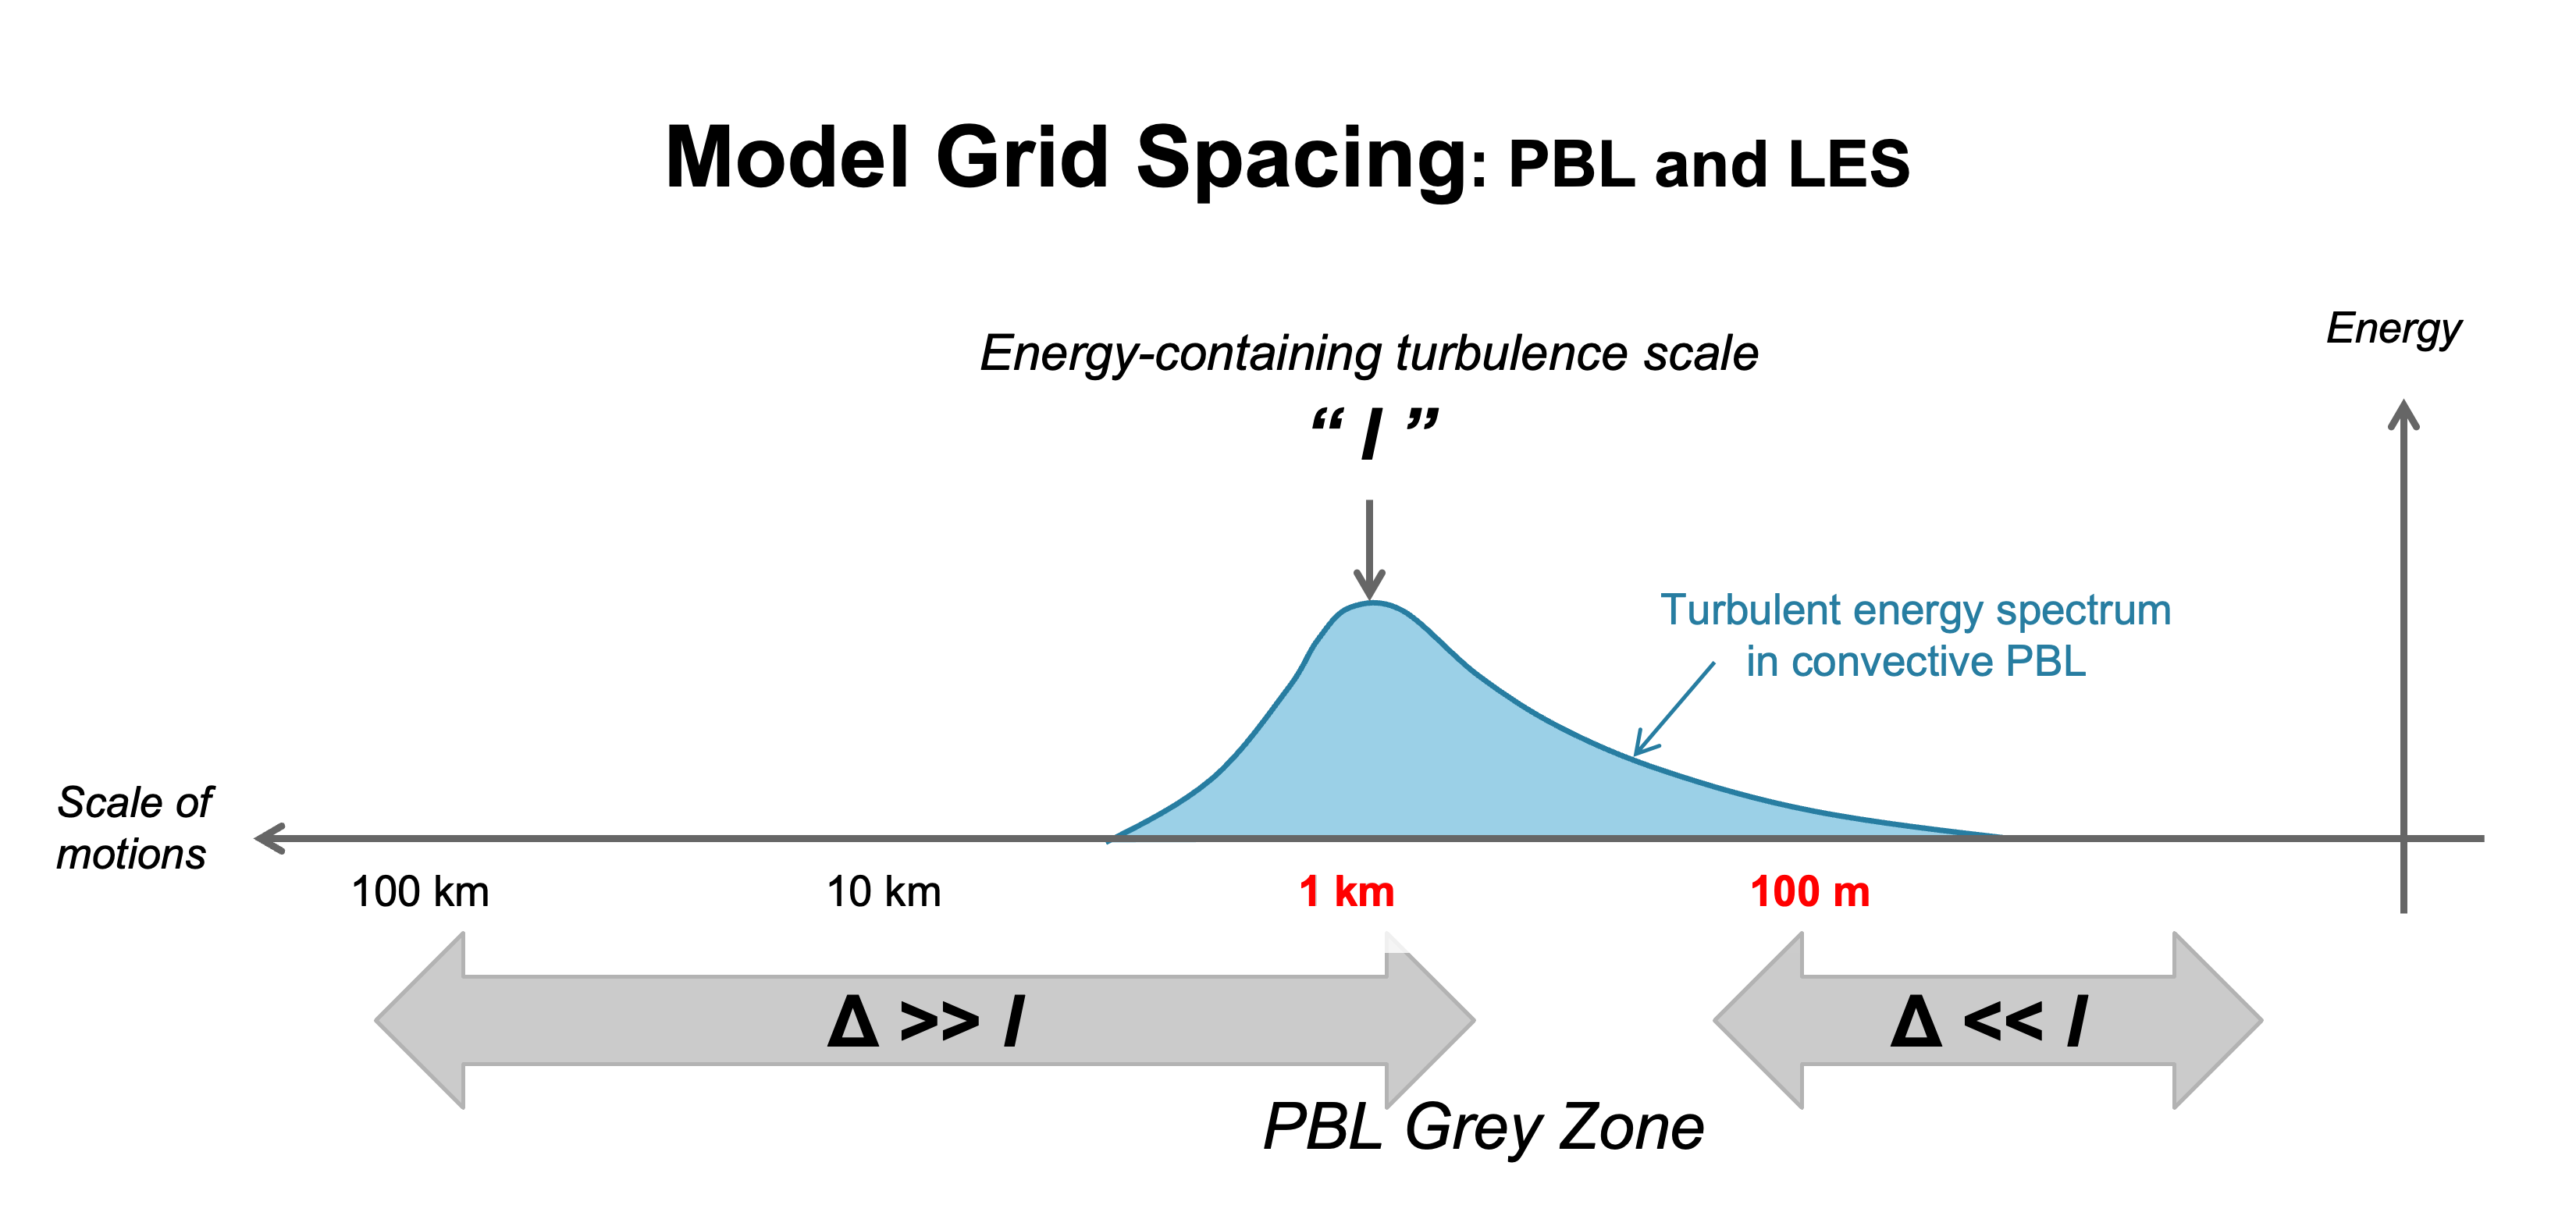 Model Grid Spacing: PBL and LES
Energy-containing turbulence scale
“ l ”
Energy
Turbulent energy spectrum
in convective PBL
Scale of
motions
100 km 10 km 1 km 100 m
Δ >> l Δ << l
PBL Grey Zone